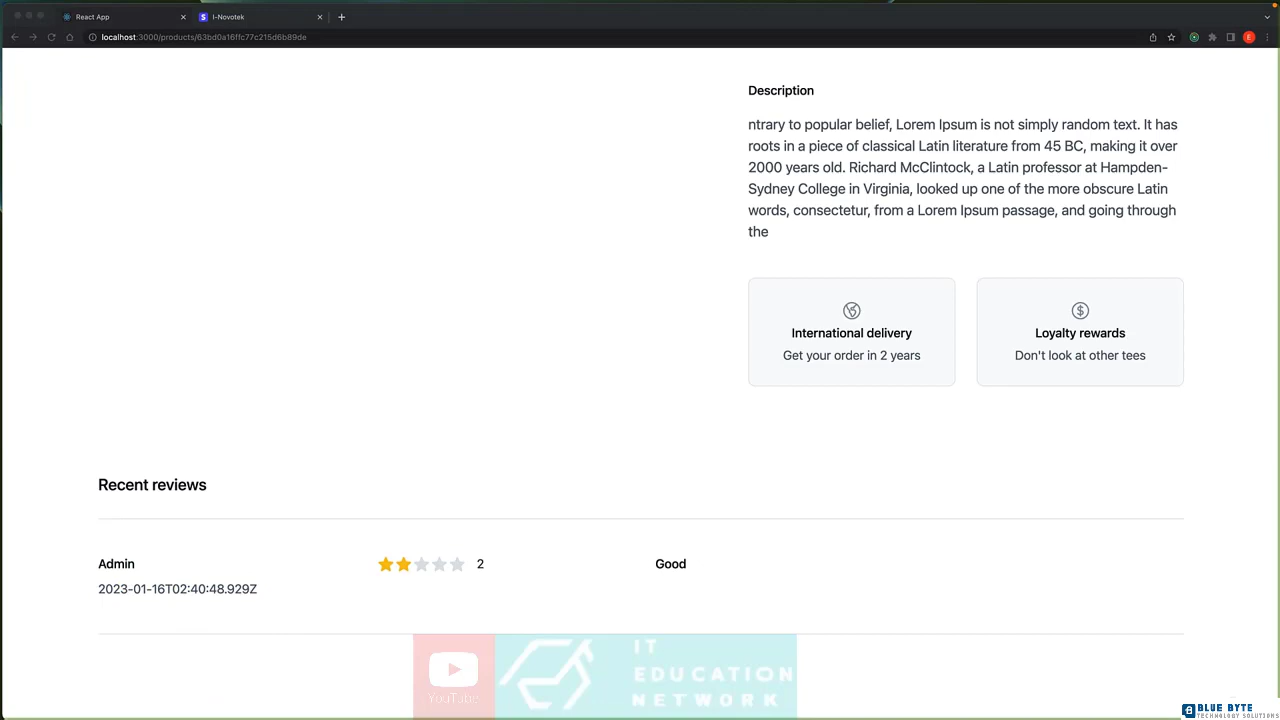 React App
I-Novotek
localhost:3000/products/63bd0a16ffc77c215d6b89de
E
Description
ntrary to popular belief, Lorem Ipsum is not simply random text. It has
roots in a piece of classical Latin literature from 45 BC, making it over
2000 years old. Richard McClintock, a Latin professor at Hampden-
Sydney College in Virginia, looked up one of the more obscure Latin
words, consectetur, from a Lorem Ipsum passage, and going through
the
International delivery
Get your order in 2 years
Loyalty rewards
Don't look at other tees
Recent reviews
Admin
2
Good
2023-01-16T02:40:48.929Z
YouTube
IT
EDUCATION
NETWORK
BLUE BYTE
TECHNOLOGY SOLUTIONS